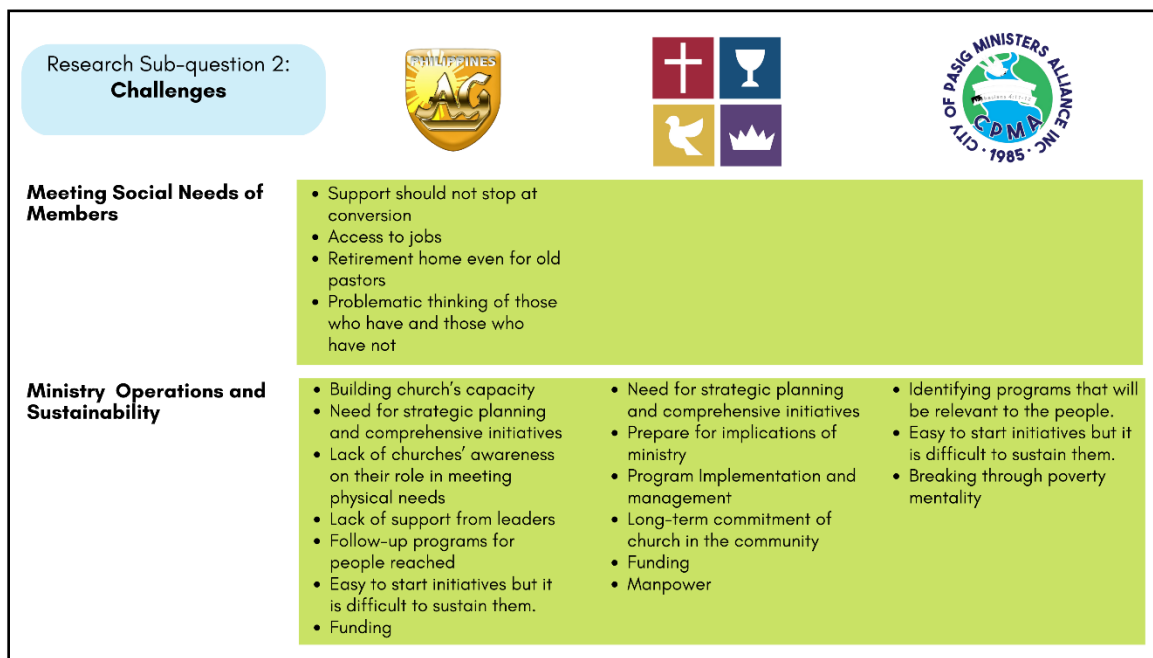 Research Sub-question 2:
Challenges
PHILIPPINES
AG
CITY OF PASIG MINISTERS ALLIANCE INC
CPMA
· 1985 ·
Meeting Social Needs of
Members
• Support should not stop at
conversion
• Access to jobs
• Retirement home even for old
pastors
• Problematic thinking of those
who have and those who
have not
Ministry Operations and
Sustainability
• Building church's capacity
• Need for strategic planning
and comprehensive initiatives
• Lack of churches' awareness
on their role in meeting
physical needs
• Lack of support from leaders
• Follow-up programs for
people reached
• Easy to start initiatives but it
is difficult to sustain them.
• Funding
• Need for strategic planning
and comprehensive initiatives
• Prepare for implications of
ministry
• Program Implementation and
management
• Long-term commitment of
church in the community
• Funding
• Manpower
• Identifying programs that will
be relevant to the people.
• Easy to start initiatives but it
is difficult to sustain them.
• Breaking through poverty
mentality